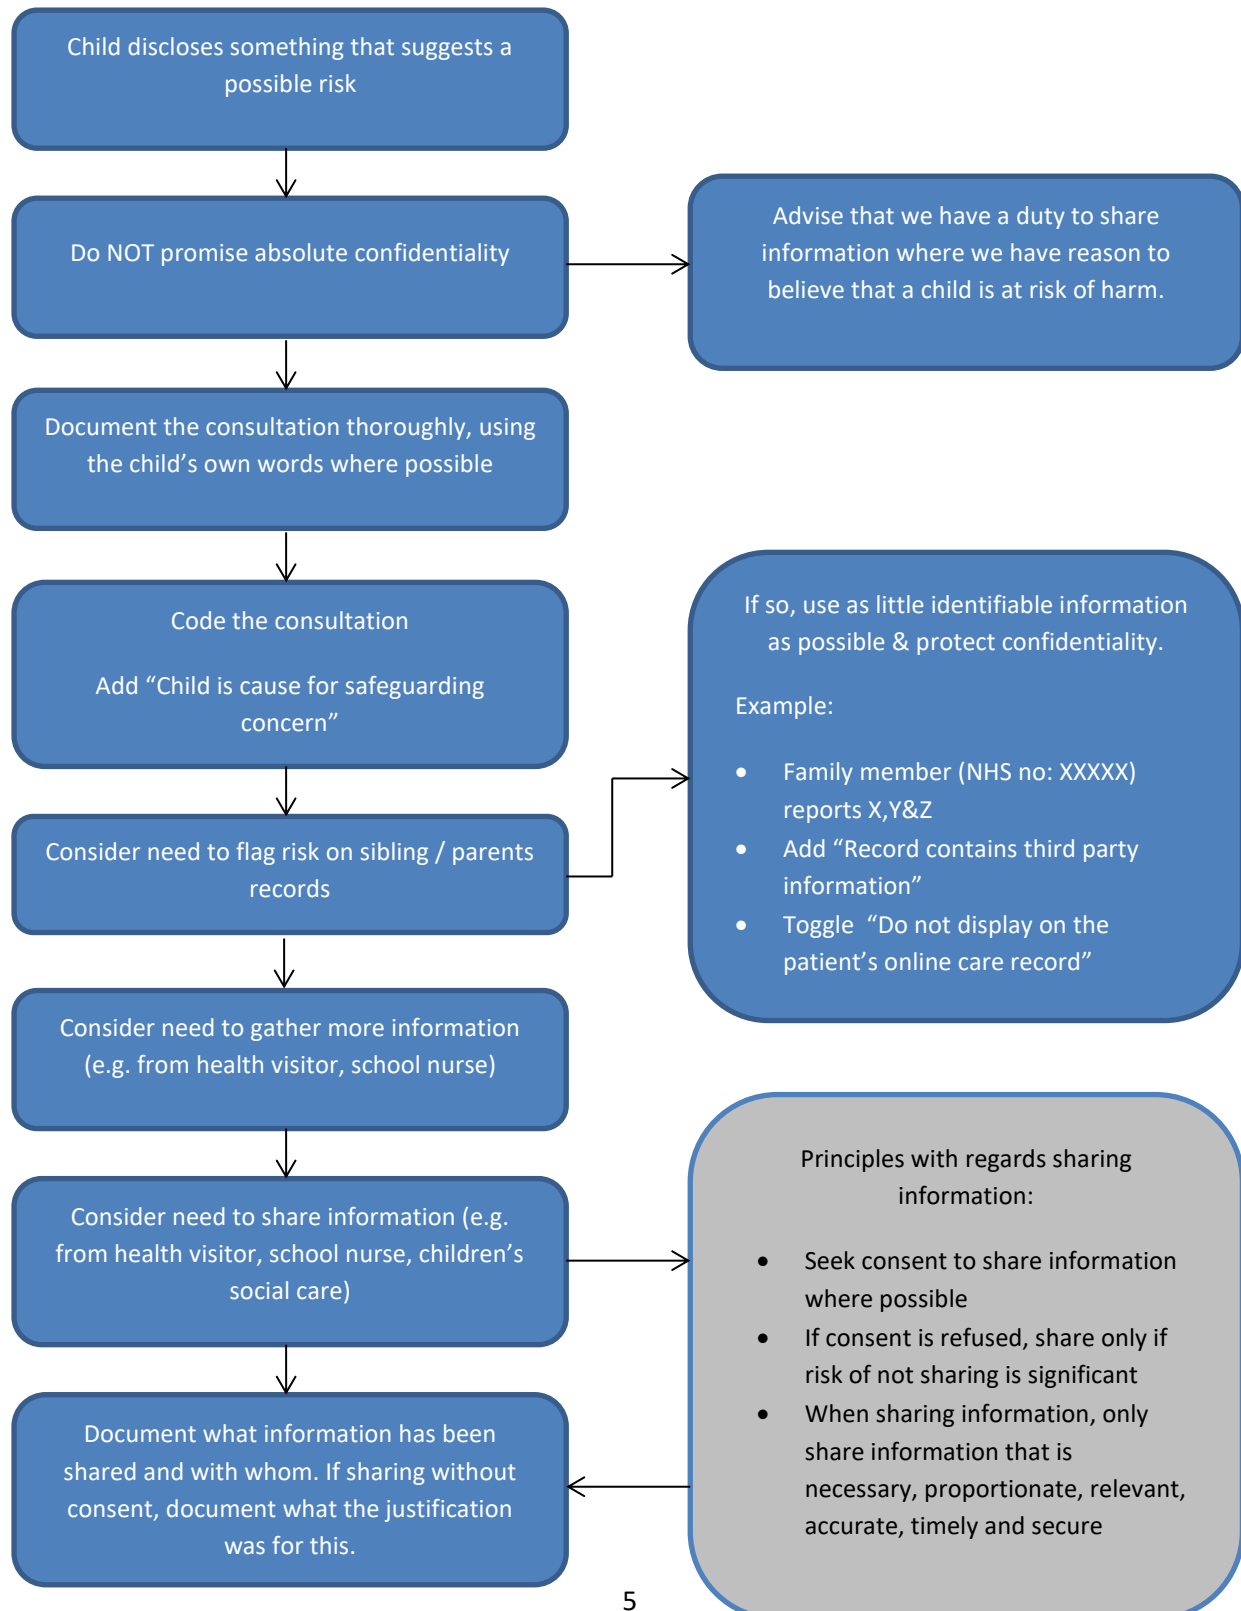 Child discloses something that suggests a
possible risk
Do NOT promise absolute confidentiality
Advise that we have a duty to share
information where we have reason to
believe that a child is at risk of harm.
Document the consultation thoroughly, using
the child’s own words where possible
Code the consultation
Add “Child is cause for safeguarding
concern”
Consider need to flag risk on sibling / parents
records
If so, use as little identifiable information
as possible & protect confidentiality.
Example:
• Family member (NHS no: XXXXX)
reports X,Y&Z
• Add “Record contains third party
information”
• Toggle “Do not display on the
patient’s online care record”
Consider need to gather more information
(e.g. from health visitor, school nurse)
Consider need to share information (e.g.
from health visitor, school nurse, children’s
social care)
Principles with regards sharing
information:
• Seek consent to share information
where possible
• If consent is refused, share only if
risk of not sharing is significant
• When sharing information, only
share information that is
necessary, proportionate, relevant,
accurate, timely and secure
Document what information has been
shared and with whom. If sharing without
consent, document what the justification
was for this.
5